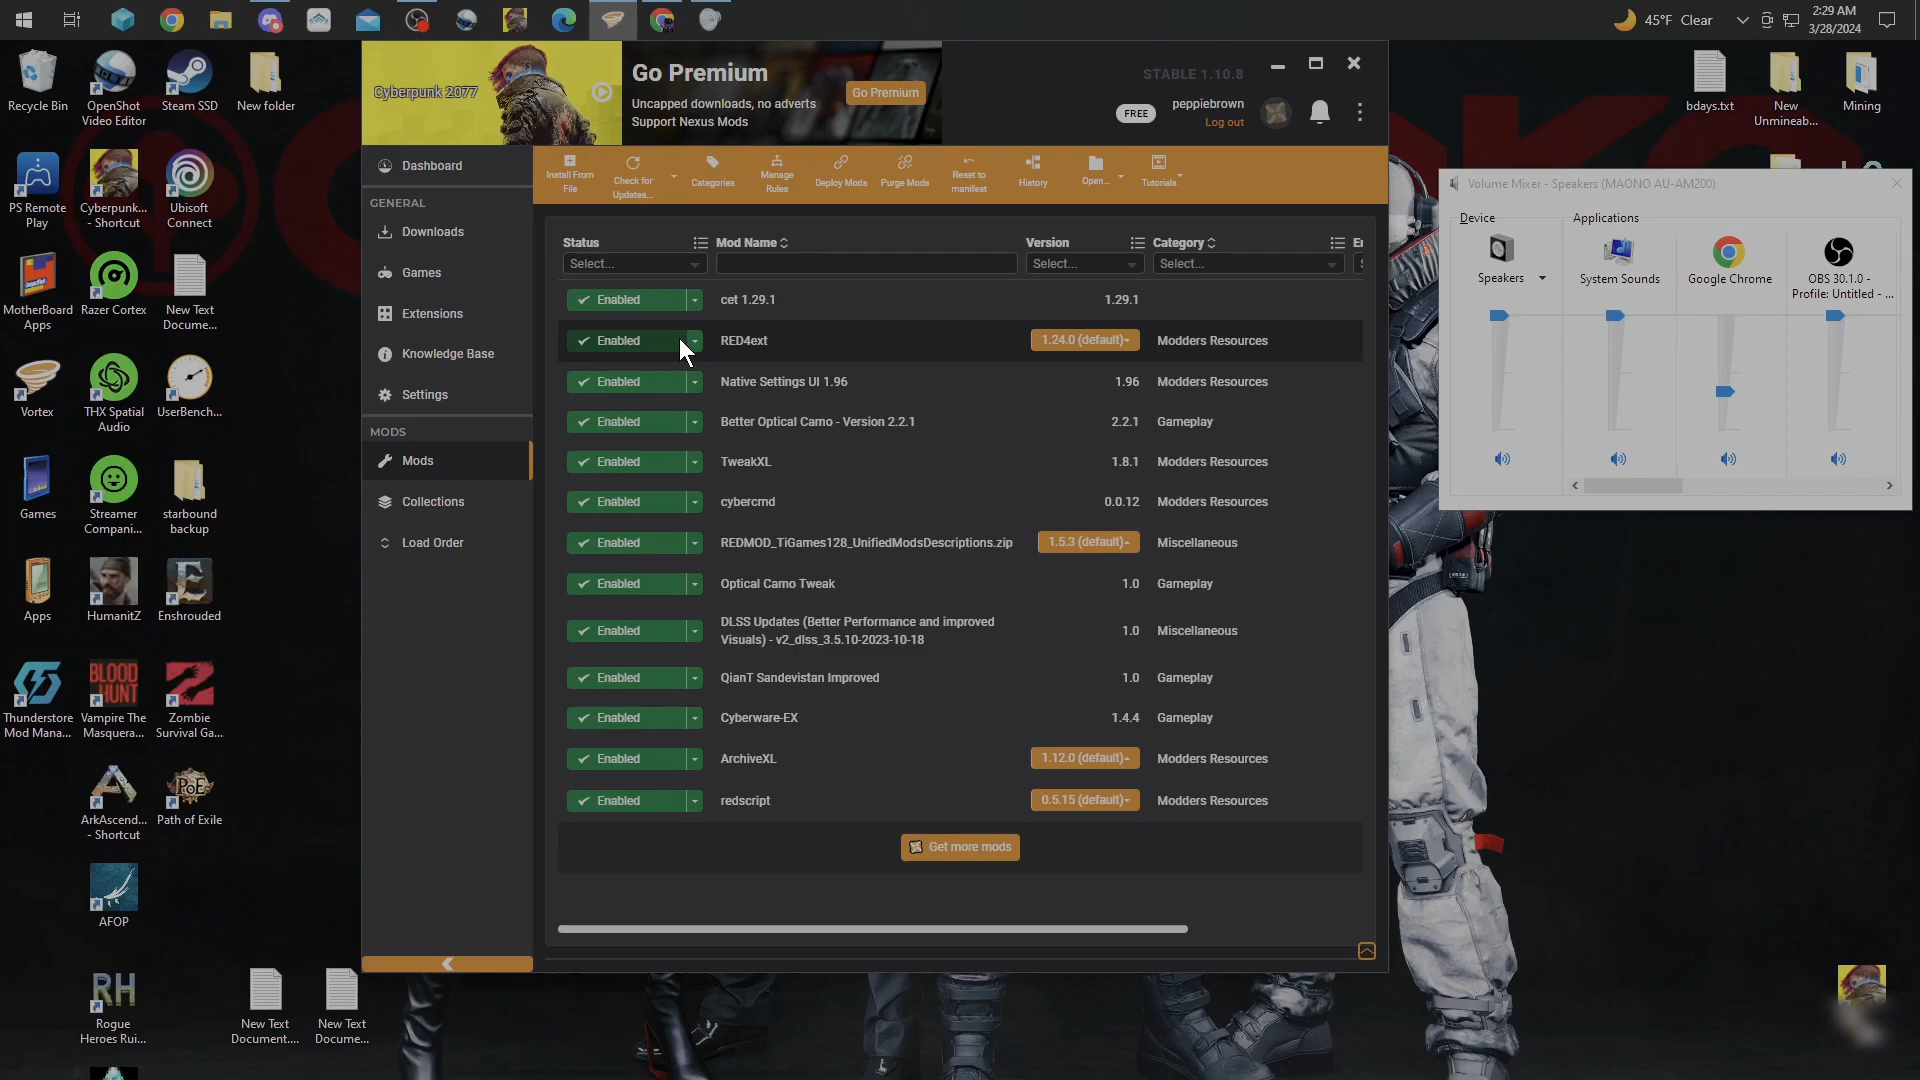 45°F Clear
2:29 AM
3/28/2024
Recycle Bin
OpenShot
Video Editor
Steam SSD
New folder
PS Remote
Play
Cyberpunk...
- Shortcut
Ubisoft
Connect
MotherBoard
Apps
Razer Cortex
New Text
Docume...
Vortex
THX Spatial
Audio
UserBench...
Games
Streamer
Compani...
starbound
backup
Apps
HumanitZ
Enshrouded
Thunderstore
Mod Mana...
BLOOD
HUNT
Vampire The
Masquera...
Zombie
Survival Ga...
ArkAscend...
- Shortcut
PoE
Path of Exile
AFOP
RH
Rogue
Heroes Rui...
New Text
Document....
New Text
Docume...
bdays.txt
New
Unmineab...
Mining
Cyberpunk 2077
Go Premium
Uncapped downloads, no adverts
Support Nexus Mods
Go Premium
STABLE 1.10.8
FREE
peppiebrown
Log out
Dashboard
GENERAL
Downloads
Games
Extensions
Knowledge Base
Settings
MODS
Mods
Collections
Load Order
Install From
File
Check for
Updates...
Categories
Manage
Rules
Deploy Mods
Purge Mods
Reset to
manifest
History
Open...
Tutorials
Status
Mod Name
Version
Category
Select...
Select...
Select...
Enabled
cet 1.29.1
1.29.1
Enabled
RED4ext
1.24.0 (default)
Modders Resources
Enabled
Native Settings UI 1.96
1.96
Modders Resources
Enabled
Better Optical Camo - Version 2.2.1
2.2.1
Gameplay
Enabled
TweakXL
1.8.1
Modders Resources
Enabled
cybercmd
0.0.12
Modders Resources
Enabled
REDMOD_TiGames128_UnifiedModsDescriptions.zip
1.5.3 (default)
Miscellaneous
Enabled
Optical Camo Tweak
1.0
Gameplay
Enabled
DLSS Updates (Better Performance and improved
Visuals) - v2_dlss_3.5.10-2023-10-18
1.0
Miscellaneous
Enabled
QianT Sandevistan Improved
1.0
Gameplay
Enabled
Cyberware-EX
1.4.4
Gameplay
Enabled
ArchiveXL
1.12.0 (default)
Modders Resources
Enabled
redscript
0.5.15 (default)
Modders Resources
Get more mods
Volume Mixer - Speakers (MAONO AU-AM200)
Device
Applications
Speakers
System Sounds
Google Chrome
OBS 30.1.0 -
Profile: Untitled - ...